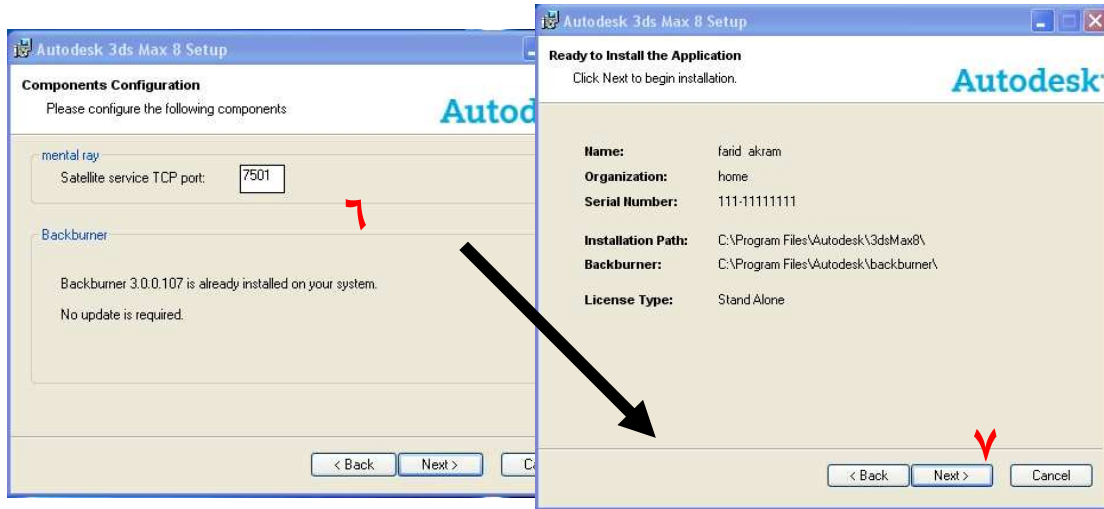 Autodesk 3ds Max 8 Setup
Components Configuration
Please configure the following components
Autod
mental ray
Satellite service TCP port: 7501
٦
Backburner
Backburner 3.0.0.107 is already installed on your system.
No update is required.
< Back Next > Ca
Autodesk 3ds Max 8 Setup
Ready to Install the Application
Click Next to begin installation.
Autodesk
Name: farid akram
Organization: home
Serial Number: 111-11111111
Installation Path: C:\Program Files\Autodesk\3dsMax8\
Backburner: C:\Program Files\Autodesk\backburner\
License Type: Stand Alone
٧
< Back Next > Cancel